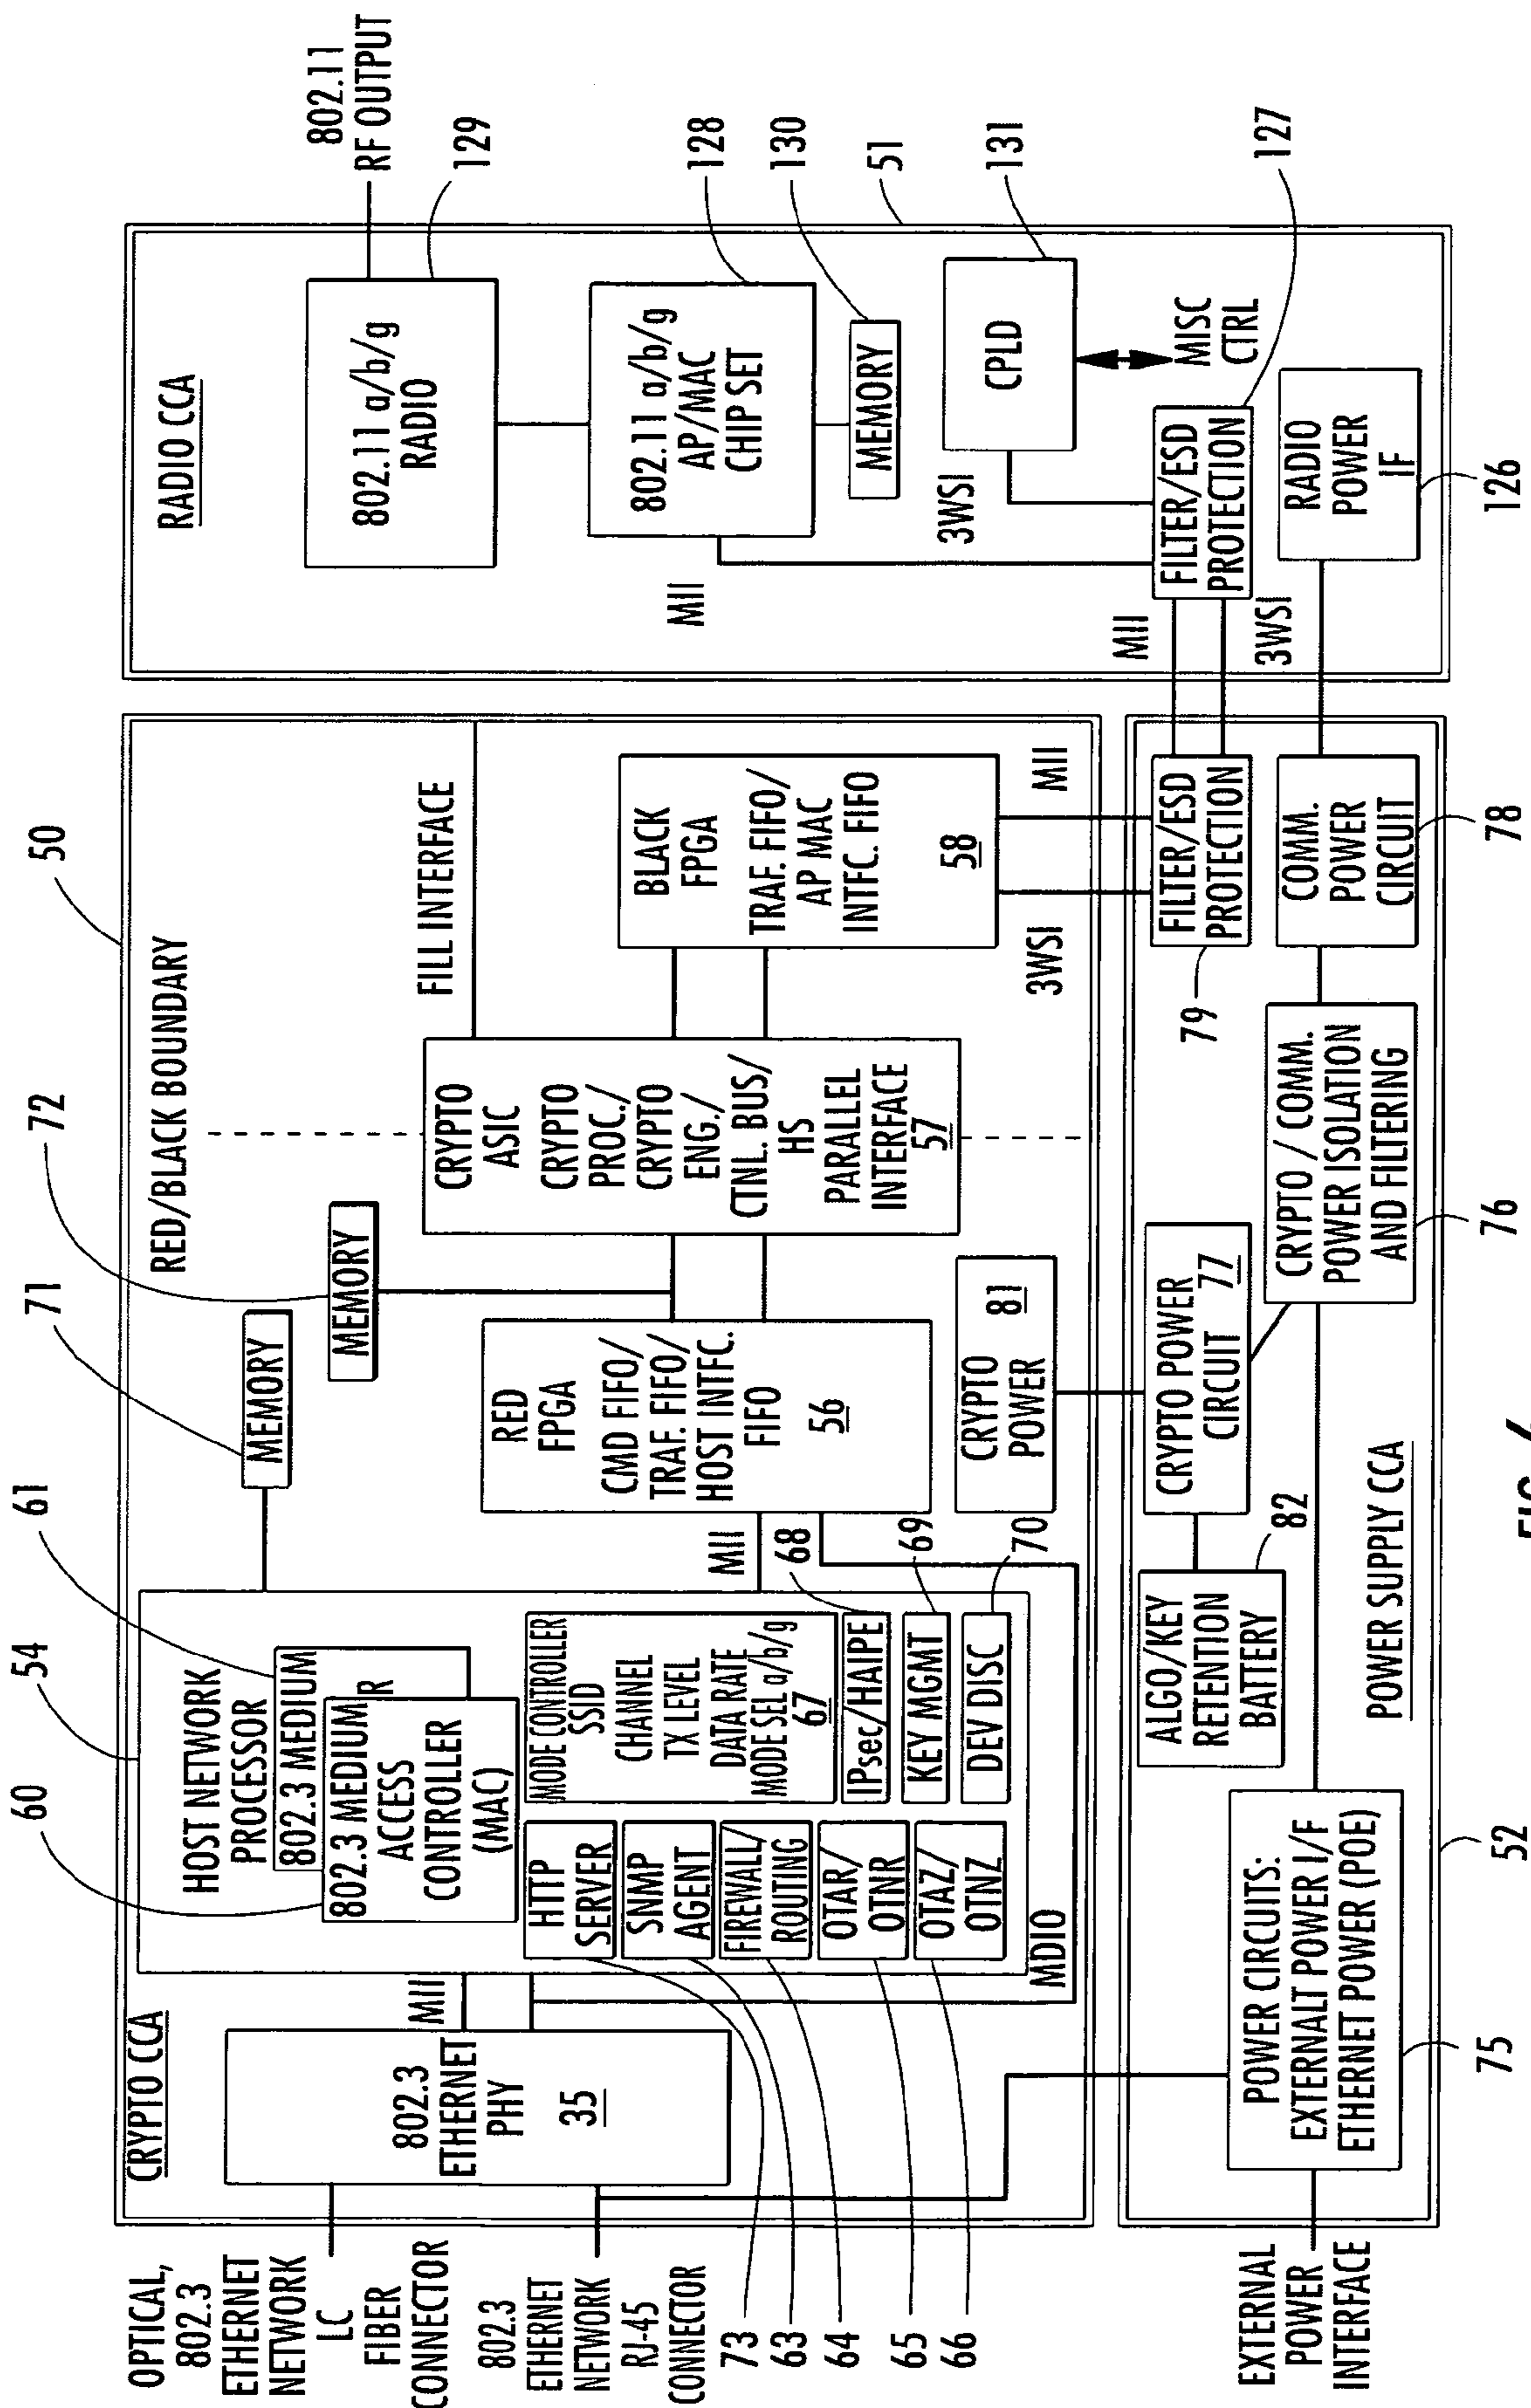 CRYPTO CCA
50
RED/BLACK BOUNDARY
OPTICAL,
802.3
ETHERNET
NETWORK
LC
FIBER
CONNECTOR
802.3
ETHERNET
NETWORK
RJ-45
CONNECTOR
802.3
ETHERNET
PHY
35
MII
MDIO
54
60
61
HOST NETWORK
PROCESSOR
802.3 MEDIUM
R
802.3 MEDIUM
ACCESS
CONTROLLER
(MAC)
HTTP
SERVER
SNMP
AGENT
FIREWALL/
ROUTING
OTAR/
OTNR
OTAZ/
OTNZ
73
63
64
65
66
MODE CONTROLLER
SSID
CHANNEL
TX LEVEL
DATA RATE
MODE SEL a/b/g
67
IPsec/HAIPE
KEY MGMT
DEV DISC
68
69
70
MII
71
MEMORY
72
MEMORY
RED
FPGA
CMD FIFO/
TRAF. FIFO/
HOST INTFC.
FIFO
56
CRYPTO
POWER
81
CRYPTO
ASIC
CRYPTO
PROC./
CRYPTO
ENG./
CTNL. BUS/
HS
PARALLEL
INTERFACE
57
FILL INTERFACE
BLACK
FPGA
TRAF. FIFO/
AP MAC
INTFC. FIFO
58
3WSI
MII
EXTERNAL
POWER
INTERFACE
POWER CIRCUITS:
EXTERNALT POWER I/F
ETHERNET POWER (POE)
75
52
POWER SUPPLY CCA
ALGO/KEY
RETENTION
BATTERY
82
CRYPTO POWER
CIRCUIT 77
CRYPTO / COMM.
POWER ISOLATION
AND FILTERING
76
FILTER/ESD
PROTECTION
79
COMM.
POWER
CIRCUIT
78
RADIO CCA
802.11
RF OUTPUT
802.11 a/b/g
RADIO
129
802.11 a/b/g
AP/MAC
CHIP SET
128
MEMORY
130
51
CPLD
131
MISC
CTRL
MII
3WSI
FILTER/ESD
PROTECTION
127
MII
3WSI
RADIO
POWER
IF
126